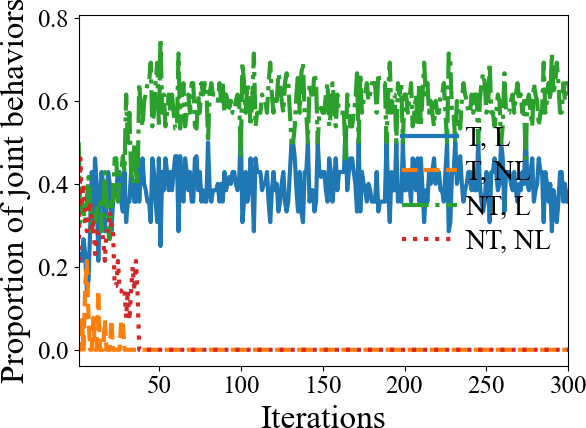 Proportion of joint behaviors
0.8
0.6
0.4
0.2
0.0
T, L
T, NL
NT, L
NT, NL
50
100
150
200
250
300
Iterations